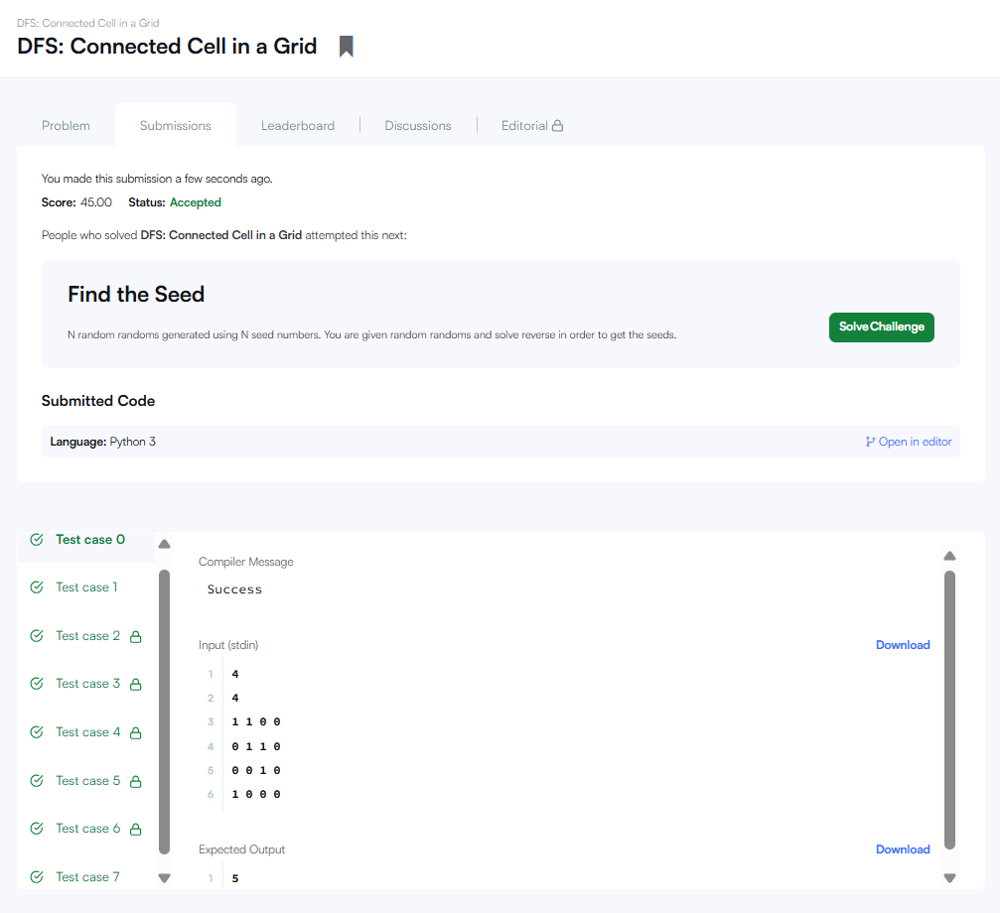 DFS: Connected Cell in a Grid
DFS: Connected Cell in a Grid
Problem
Submissions
Leaderboard
Discussions
Editorial
You made this submission a few seconds ago.
Score: 45.00 Status: Accepted
People who solved DFS: Connected Cell in a Grid attempted this next:
Find the Seed
N random randoms generated using N seed numbers. You are given random randoms and solve reverse in order to get the seeds.
Solve Challenge
Submitted Code
Language: Python 3
Open in editor
Test case 0
Test case 1
Test case 2
Test case 3
Test case 4
Test case 5
Test case 6
Test case 7
Compiler Message
Success
Input (stdin)
Download
1 4
2 4
3 1 1 0 0
4 0 1 1 0
5 0 0 1 0
6 1 0 0 0
Expected Output
Download
1 5